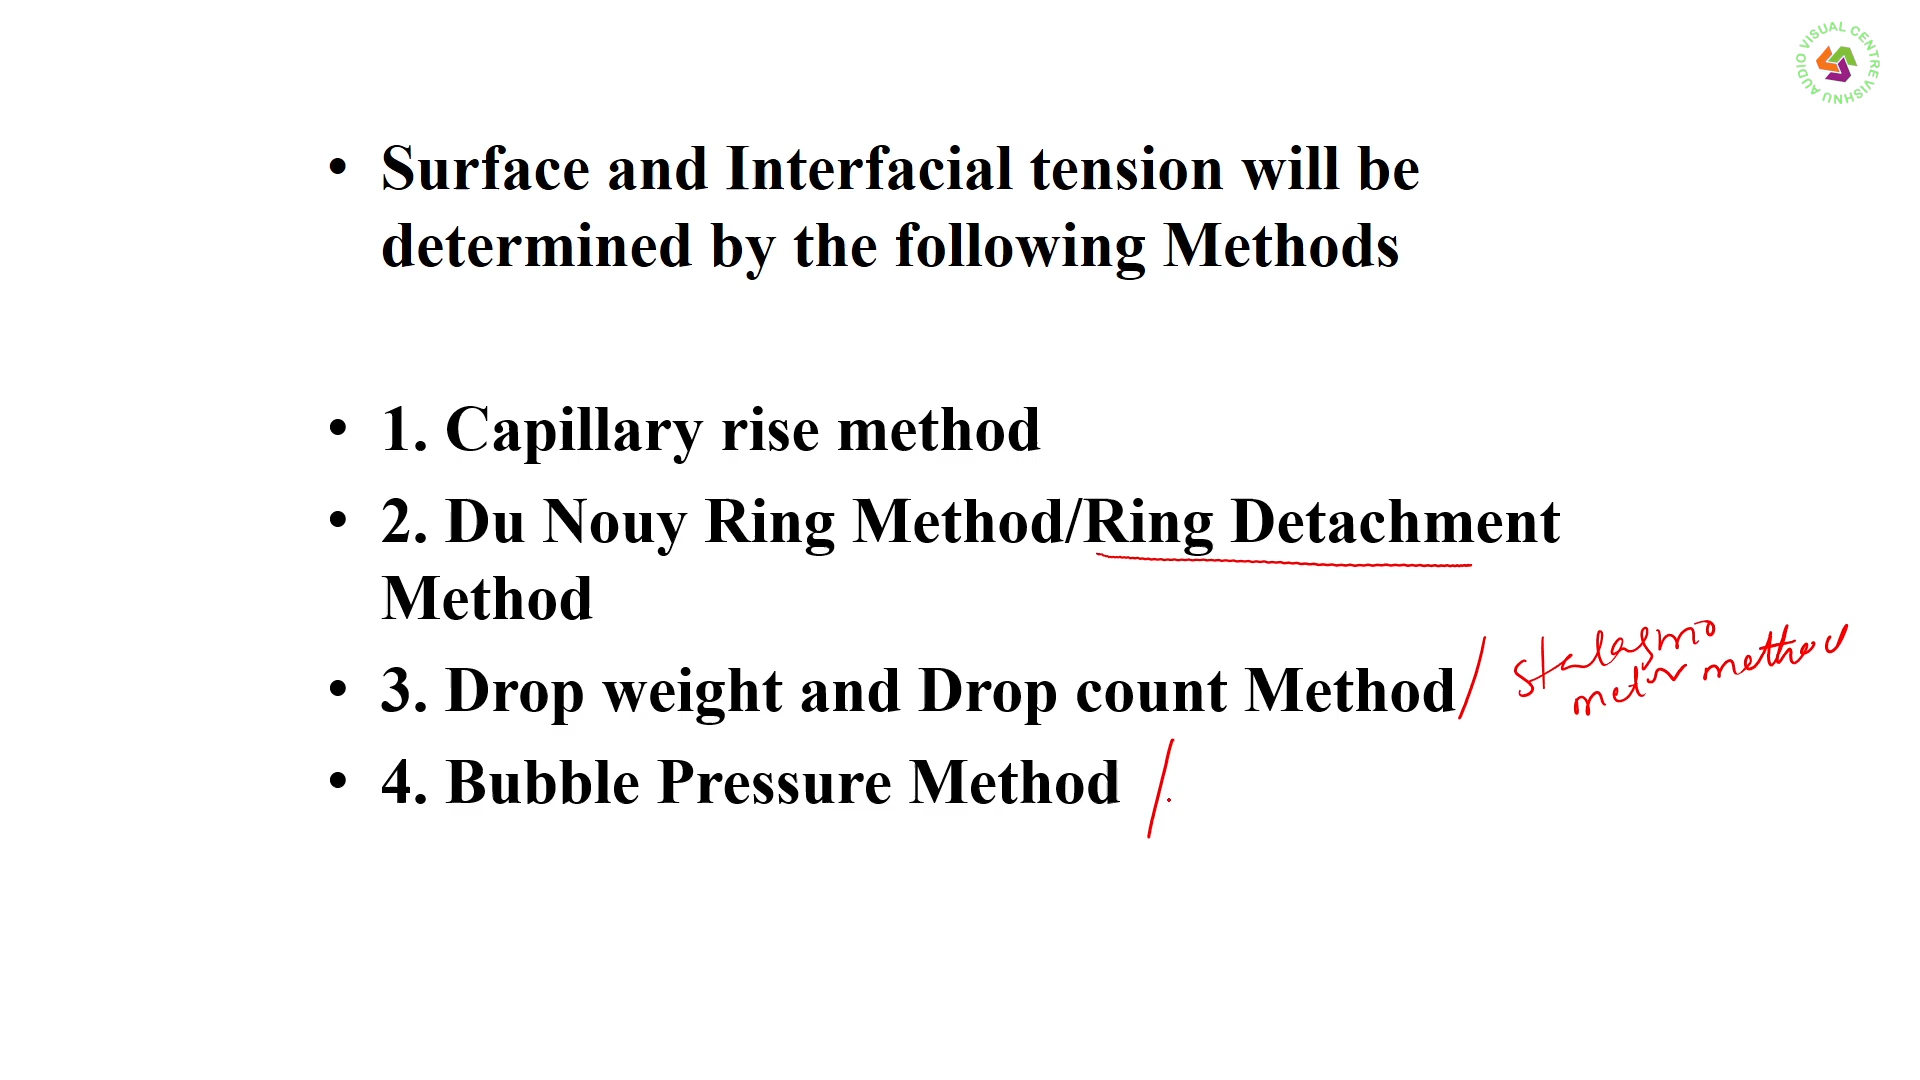 AUDIO VISUAL CENTRE VISHNU
• Surface and Interfacial tension will be
determined by the following Methods
• 1. Capillary rise method
• 2. Du Nouy Ring Method/Ring Detachment
Method
• 3. Drop weight and Drop count Method/ stalagmo
method
• 4. Bubble Pressure Method /